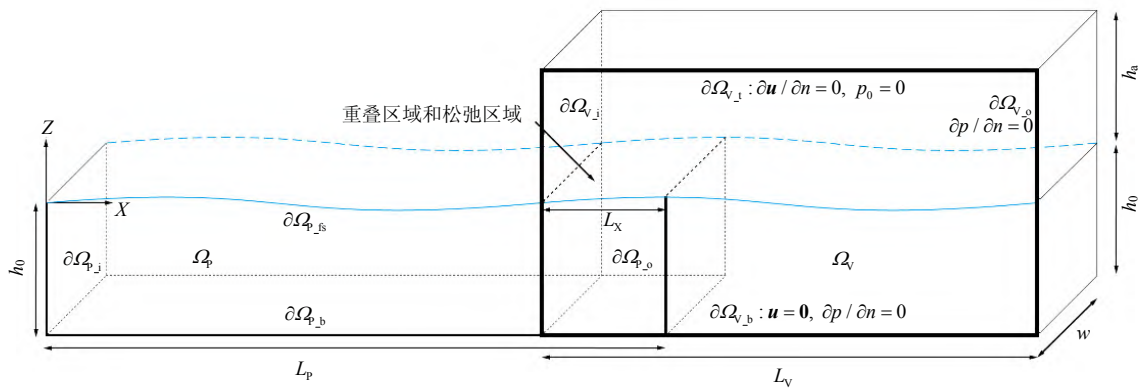 ∂Ω_V_t : ∂u / ∂n = 0, p_0 = 0
h_a
∂Ω_V_i
∂Ω_V_o
重叠区域和松弛区域
∂p / ∂n = 0
Z
X
L_X
h_0
∂Ω_P_fs
h_0
∂Ω_P_i
Ω_P
∂Ω_P_o
Ω_V
∂Ω_P_b
∂Ω_V_b : u = 0, ∂p / ∂n = 0
w
L_P
L_V